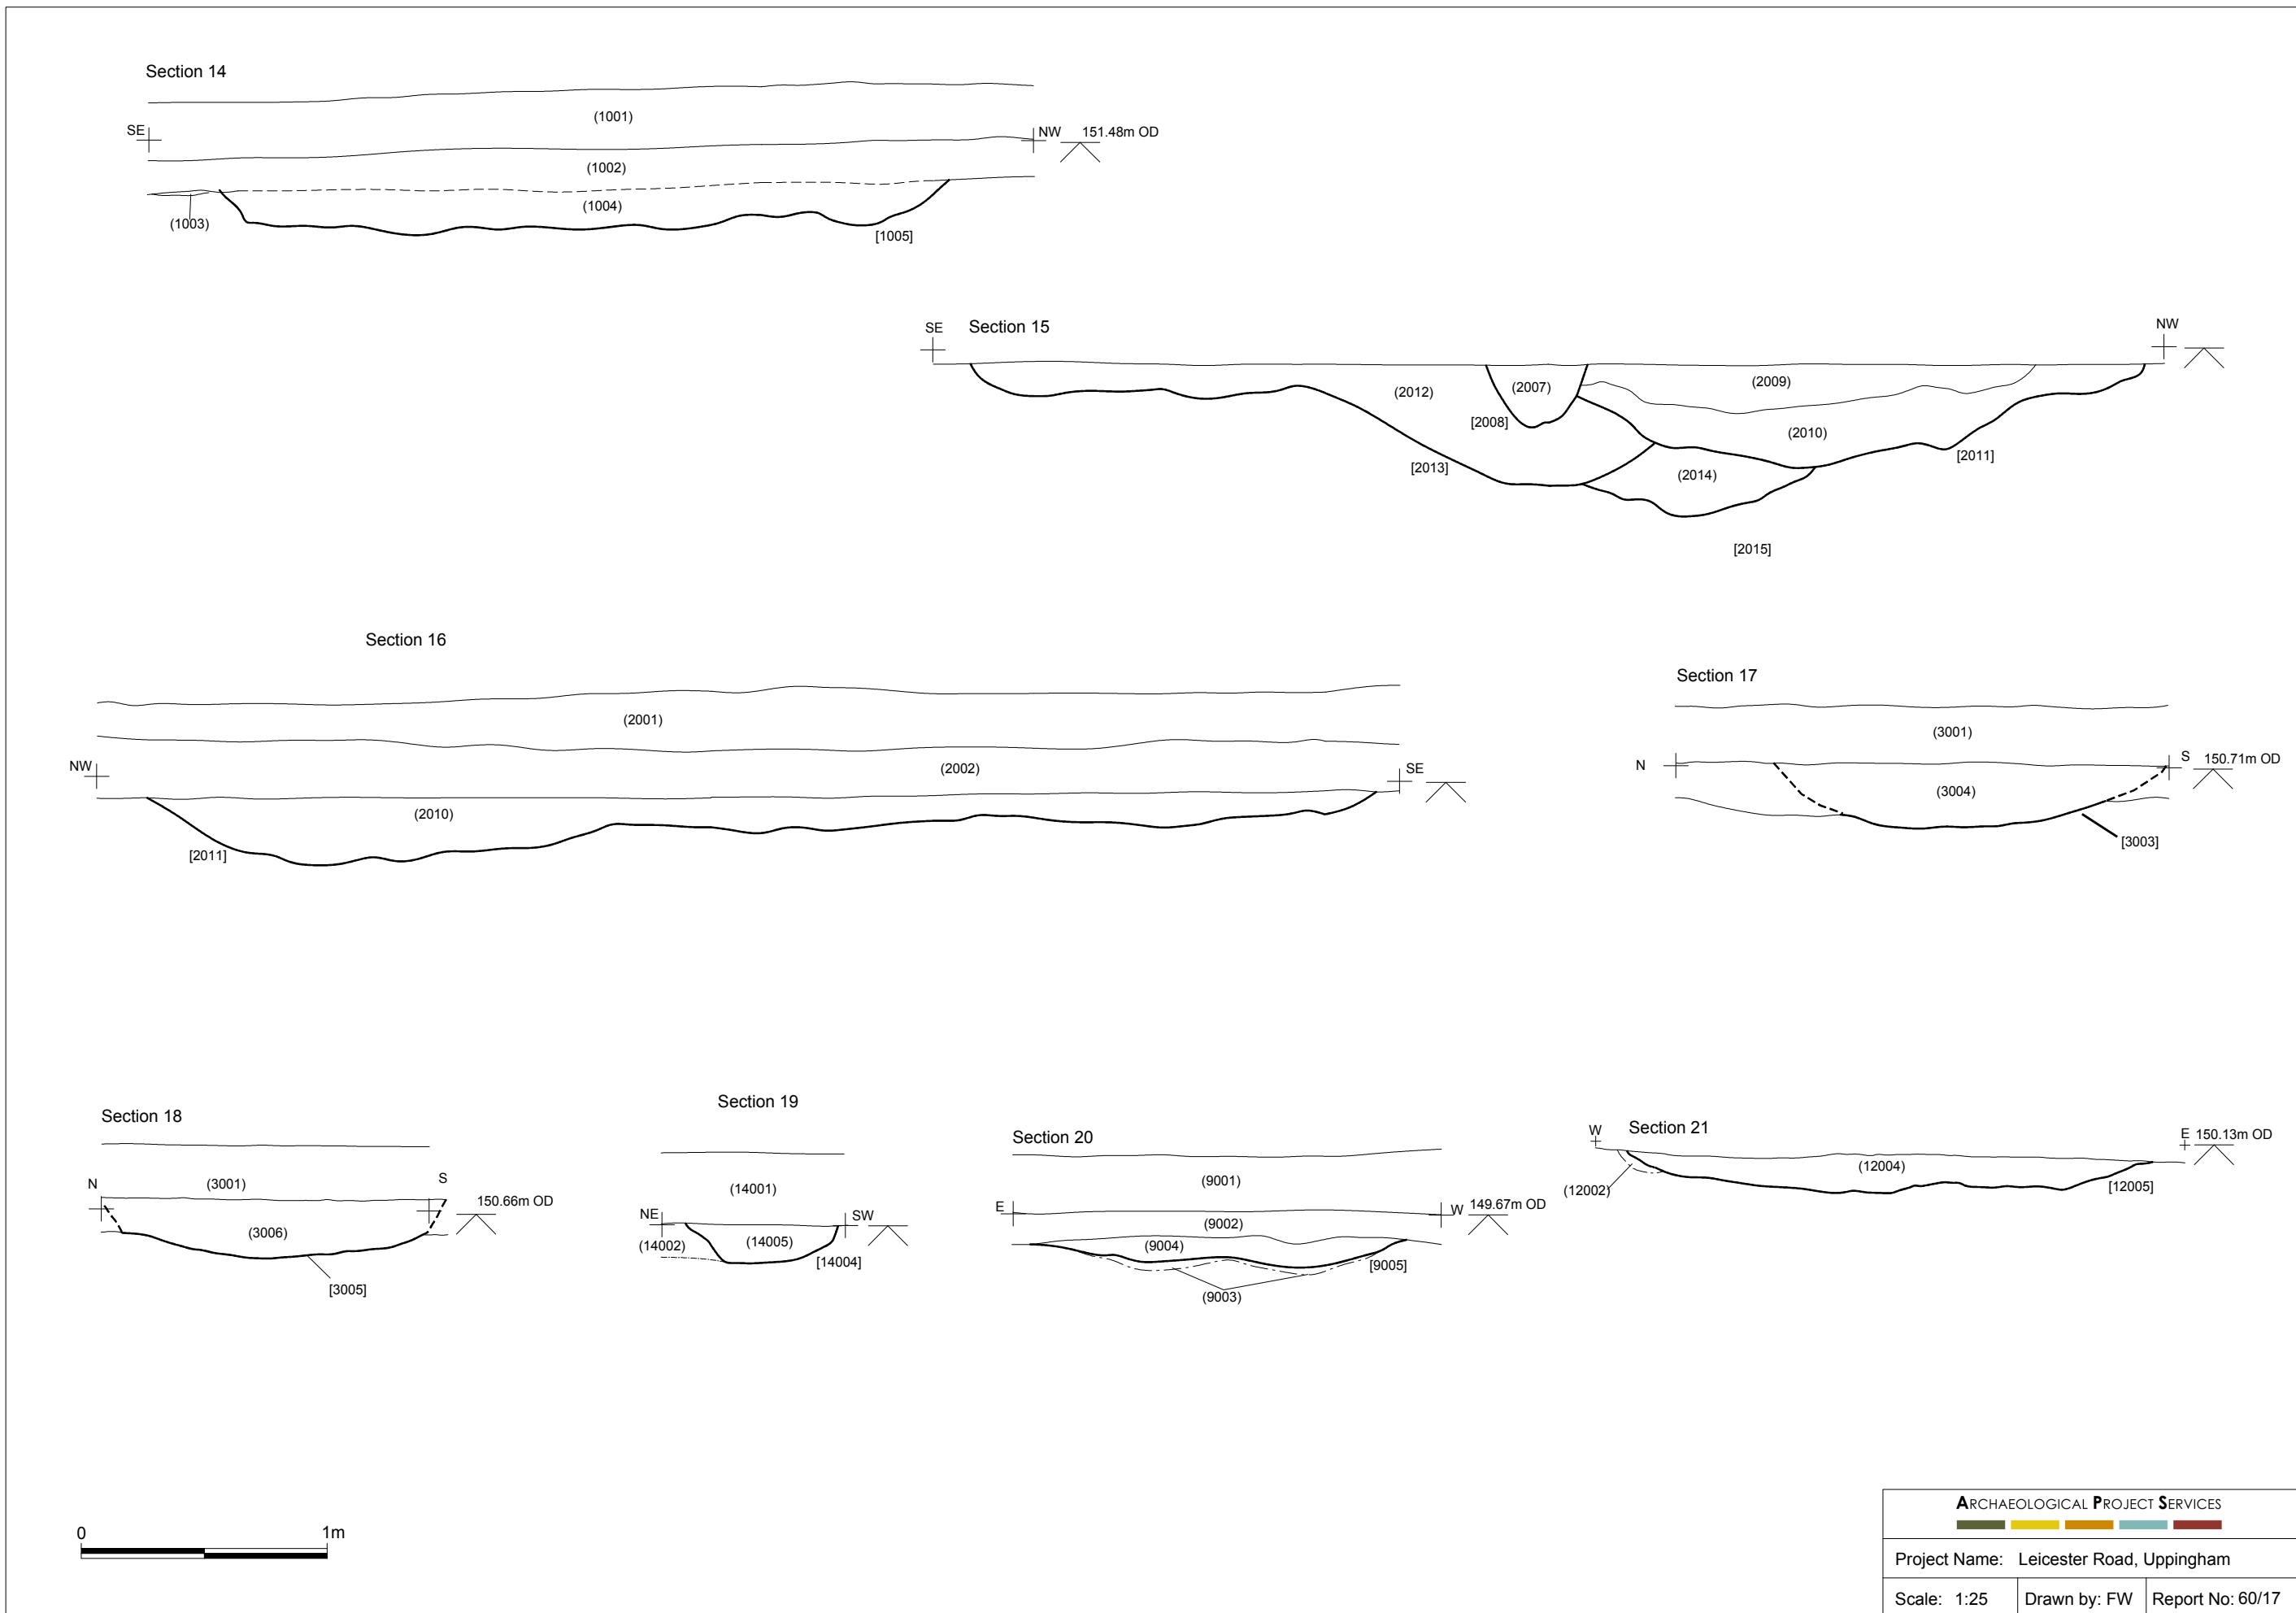 Section 14
(1001)
SE
NW 151.48m OD
(1002)
(1004)
(1003)
[1005]
SE Section 15
NW
(2009)
(2007)
(2012)
[2008]
(2010)
[2011]
[2013]
(2014)
[2015]
Section 16
(2001)
NW
(2002)
SE
(2010)
[2011]
Section 17
(3001)
N
S 150.71m OD
(3004)
[3003]
Section 18
N
(3001)
S
150.66m OD
(3006)
[3005]
Section 19
(14001)
NE
SW
(14002)
(14005)
[14004]
Section 20
(9001)
E
W 149.67m OD
(9002)
(9004)
[9005]
(9003)
W Section 21
E 150.13m OD
(12004)
(12002)
[12005]
0 1m
ARCHAEOLOGICAL PROJECT SERVICES
Project Name: Leicester Road, Uppingham
Scale: 1:25 Drawn by: FW Report No: 60/17